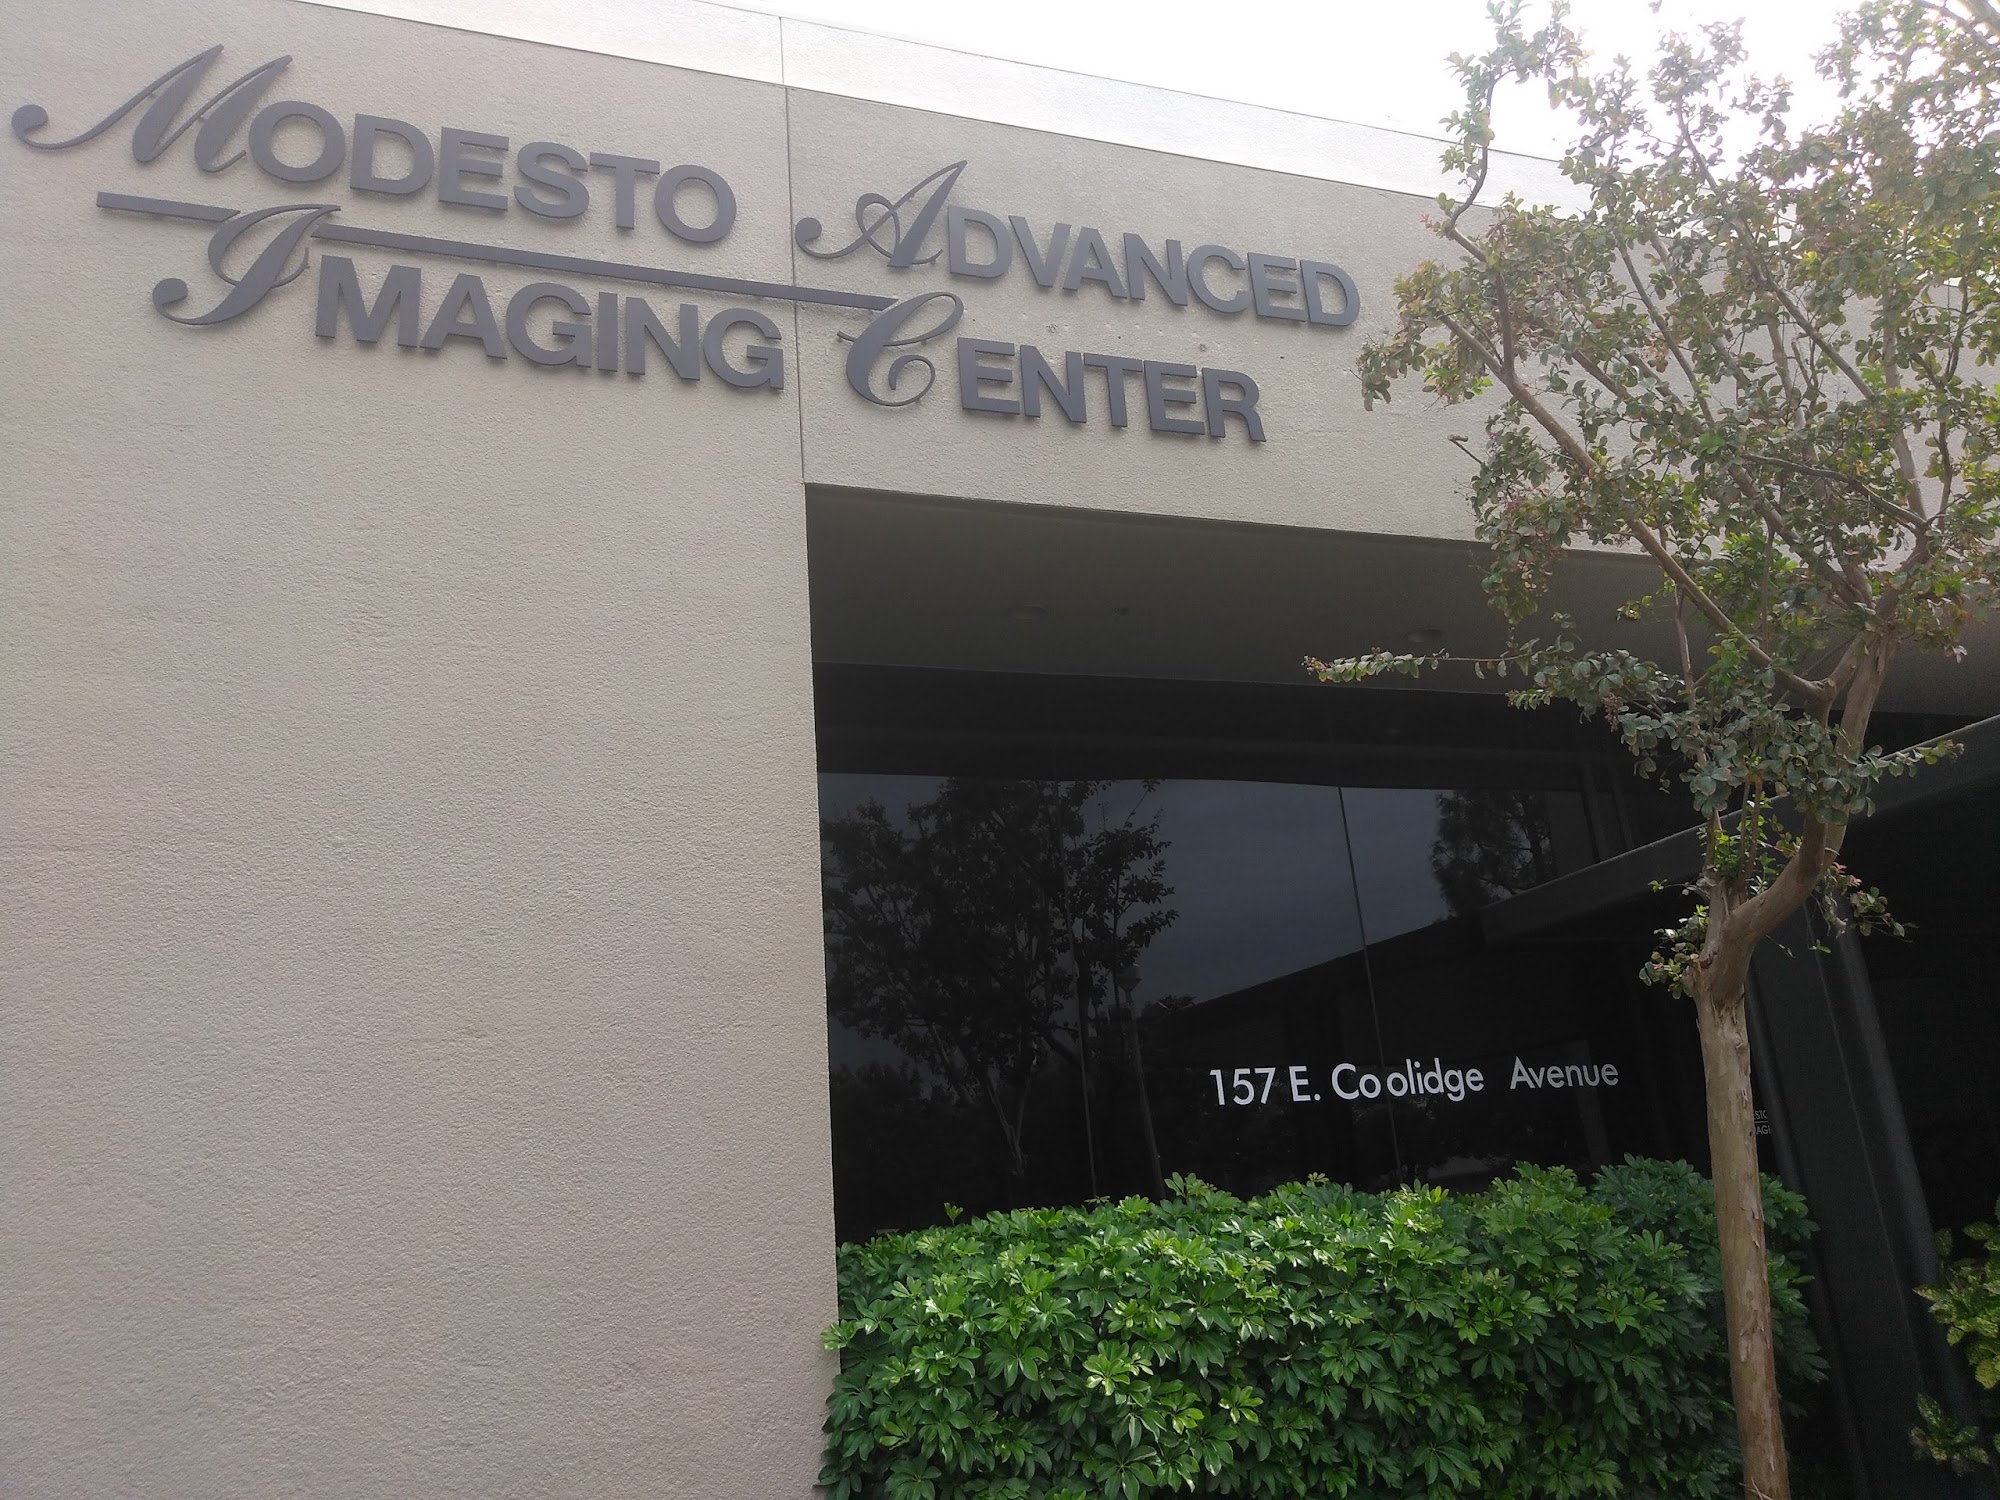 MODESTO ADVANCED
IMAGING CENTER
157 E. Coolidge Avenue